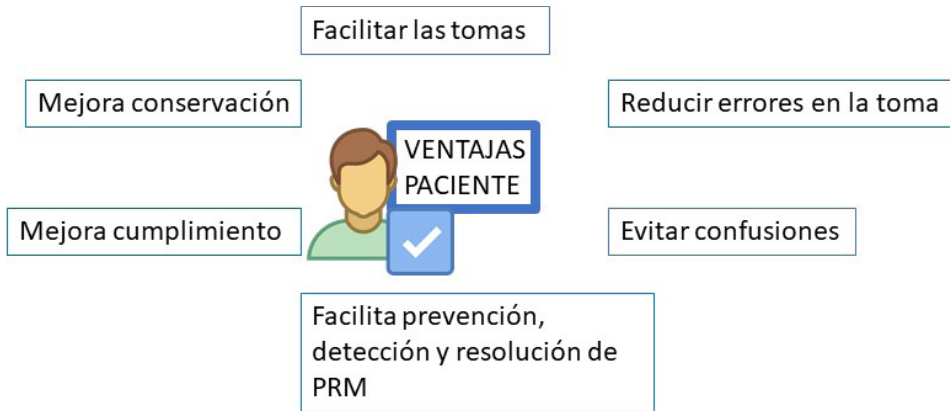 Facilitar las tomas
Mejora conservación
Reducir errores en la toma
VENTAJAS
PACIENTE
Mejora cumplimiento
Evitar confusiones
Facilita prevención,
detección y resolución de
PRM